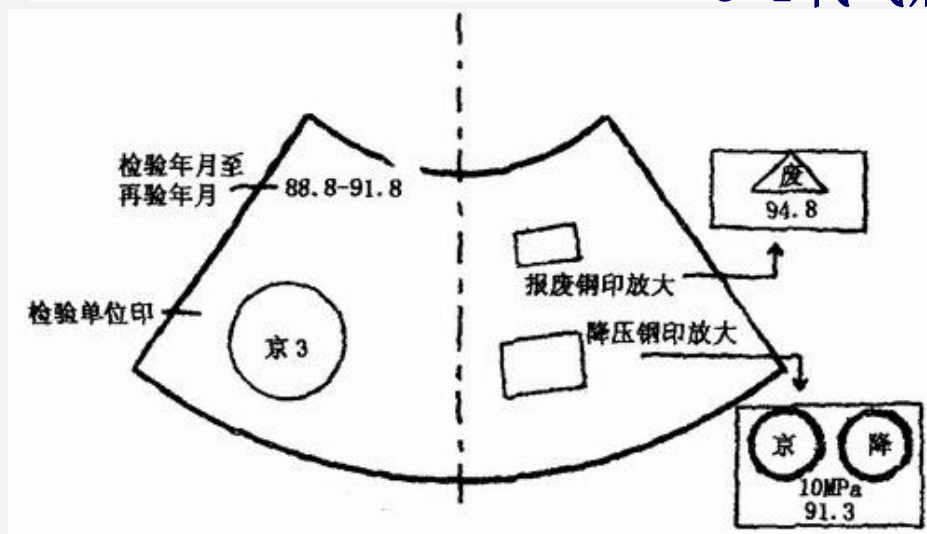 检验年月至
再验年月
88.8-91.8
废
94.8
报废钢印放大
检验单位印
京3
降压钢印放大
京
降
10MPa
91.3